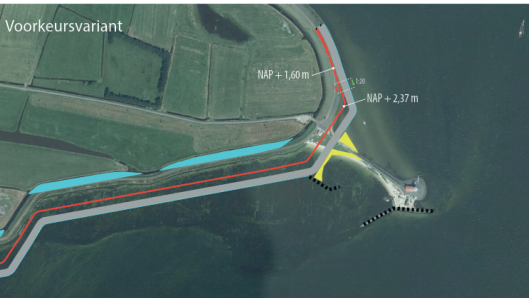 Voorkeursvariant
NAP + 1,60 m
1:20
NAP + 2,37 m